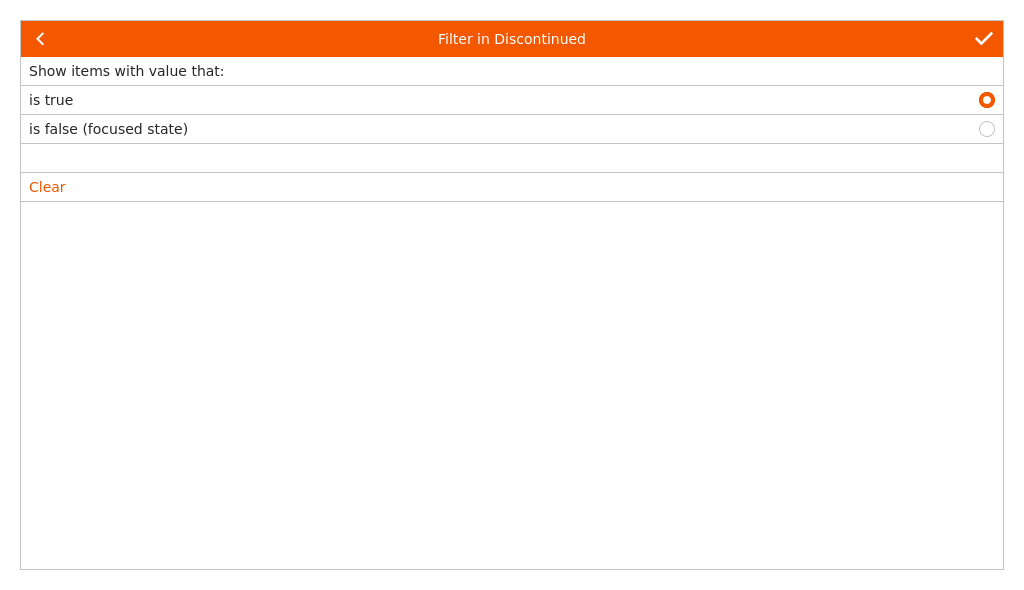 Filter in Discontinued
Show items with value that:
is true
is false (focused state)
Clear